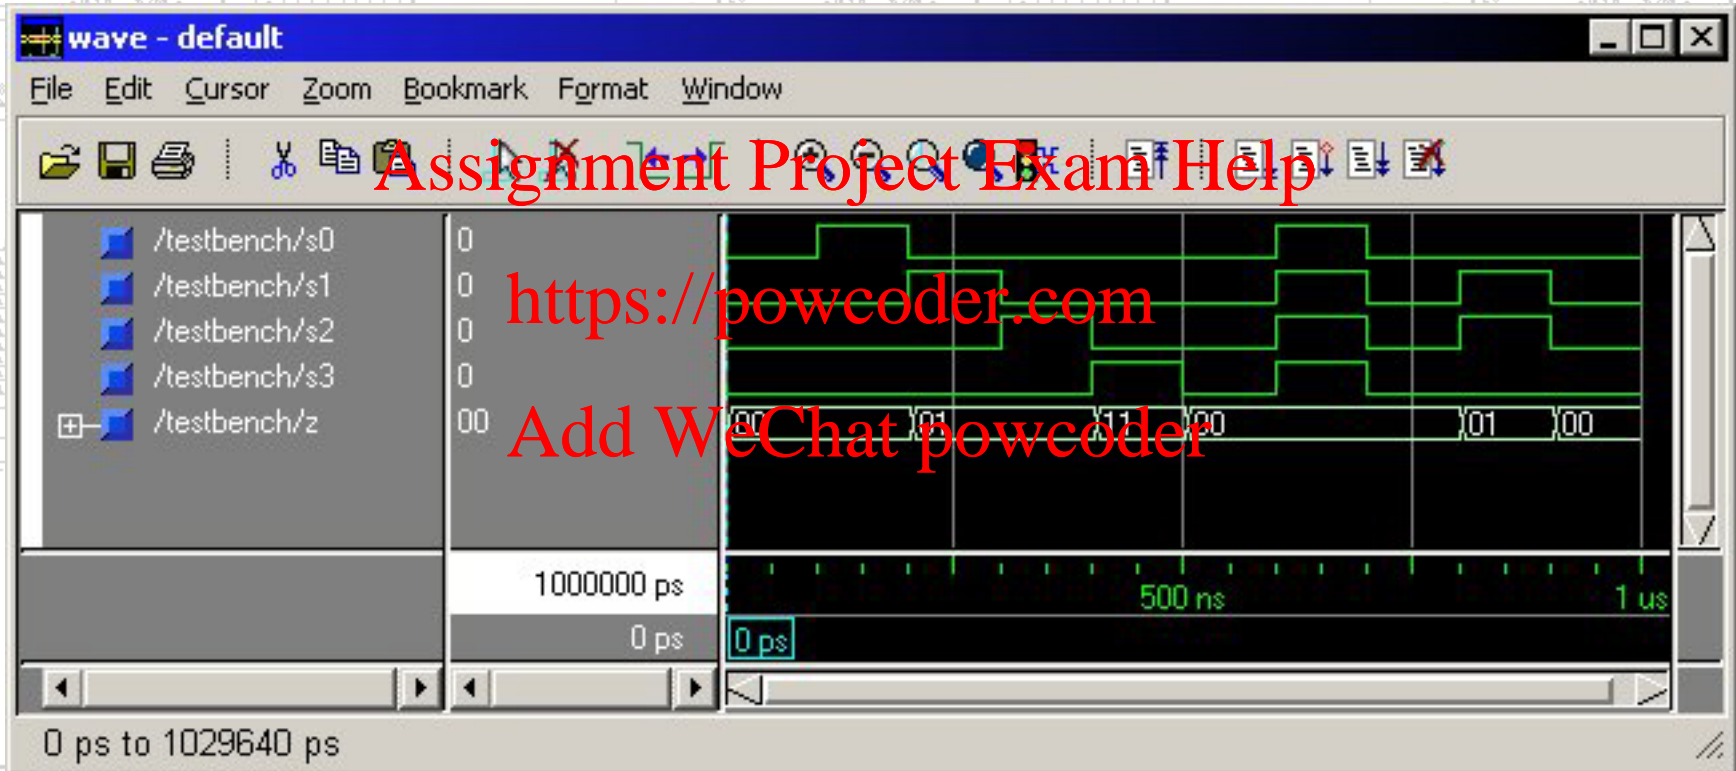 wave - default
File Edit Cursor Zoom Bookmark Format Window
Assignment Project Exam Help
/testbench/s0 0
/testbench/s1 0
https://powcoder.com
/testbench/s2 0
/testbench/s3 0
/testbench/z 00 00 01 11 00 01 00
Add WeChat powcoder
1000000 ps 500 ns 1 us
0 ps 0 ps
0 ps to 1029640 ps